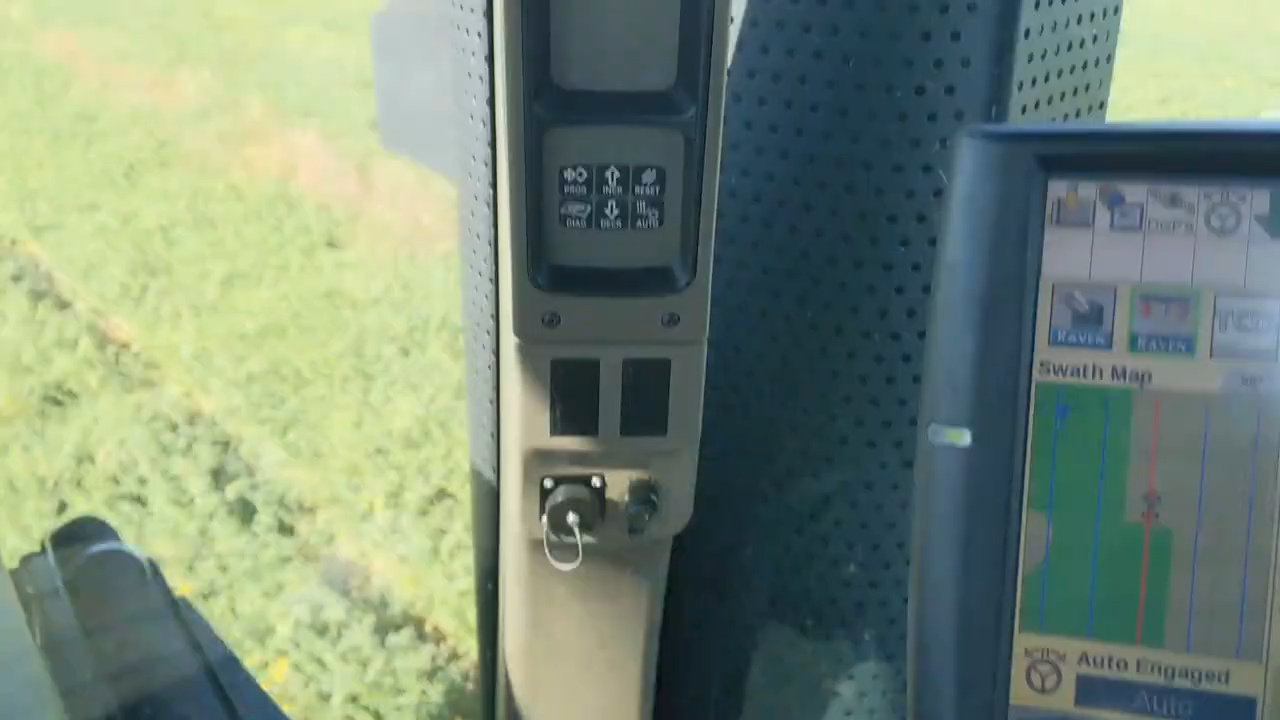 PROG INCR RESET
DIAG DECR AUTO
RAVEN RAVEN
Swath Map
Auto Engaged
Auto